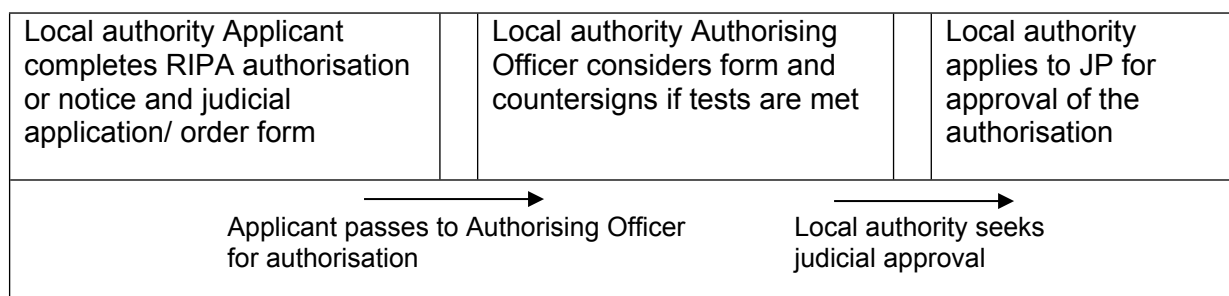 Local authority Applicant
completes RIPA authorisation
or notice and judicial
application/ order form
Local authority Authorising
Officer considers form and
countersigns if tests are met
Local authority
applies to JP for
approval of the
authorisation
Applicant passes to Authorising Officer
for authorisation
Local authority seeks
judicial approval